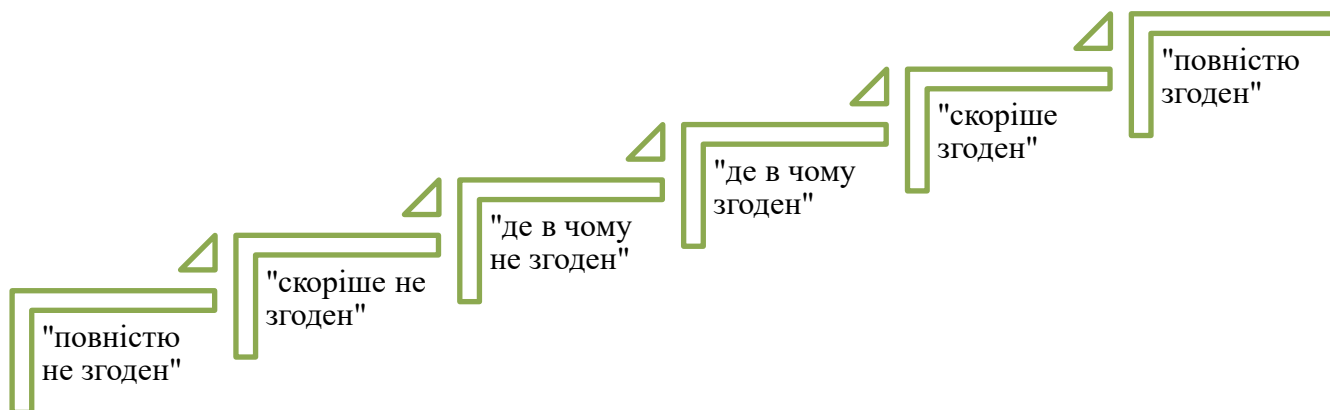 "повністю
не згоден"
"скоріше не
згоден"
"де в чому
не згоден"
"де в чому
згоден"
"скоріше
згоден"
"повністю
згоден"